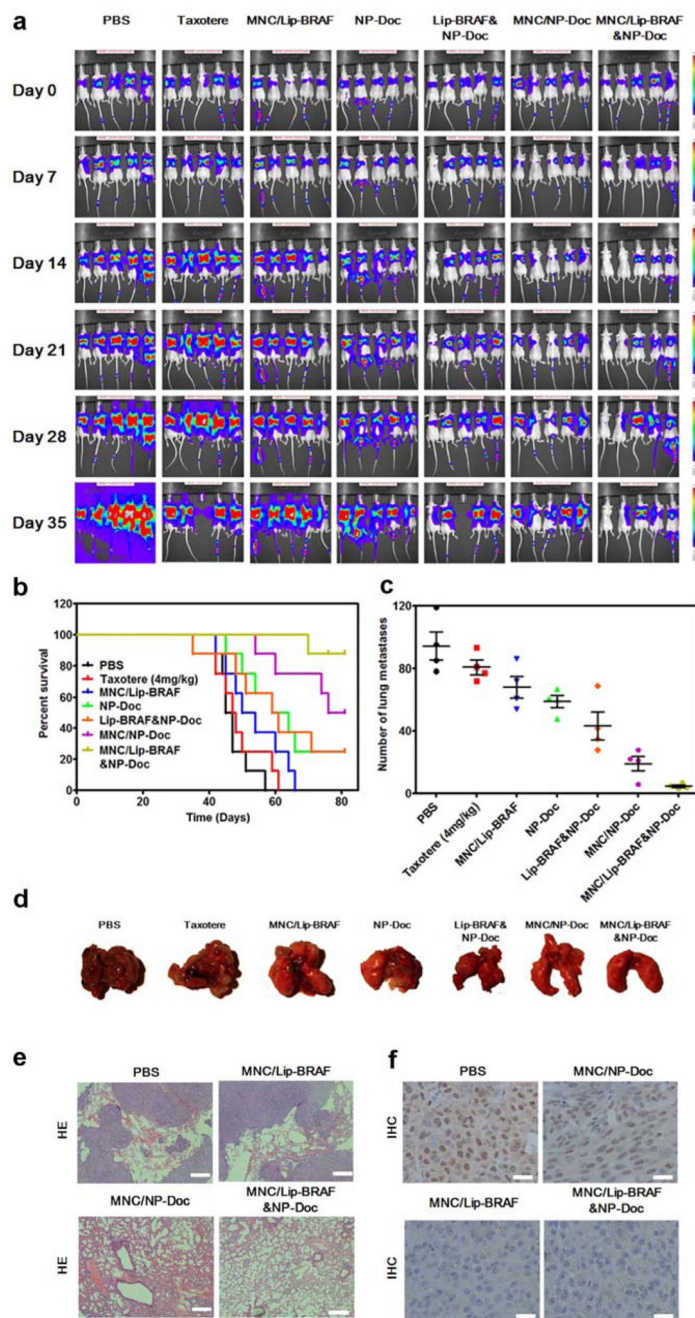 a
PBS Taxotere MNC/Lip-BRAF NP-Doc Lip-BRAF& NP-Doc MNC/NP-Doc MNC/Lip-BRAF &NP-Doc
Day 0
Day 7
Day 14
Day 21
Day 28
Day 35
b
Percent survival
120
100
80
60
40
20
0
0 20 40 60 80
Time (Days)
PBS
Taxotere (4mg/kg)
MNC/Lip-BRAF
NP-Doc
Lip-BRAF&NP-Doc
MNC/NP-Doc
MNC/Lip-BRAF
&NP-Doc
c
Number of lung metastases
120
80
40
0
PBS
Taxotere (4mg/kg)
MNC/Lip-BRAF
NP-Doc
Lip-BRAF&NP-Doc
MNC/NP-Doc
MNC/Lip-BRAF&NP-Doc
d
PBS Taxotere MNC/Lip-BRAF NP-Doc Lip-BRAF& NP-Doc MNC/NP-Doc MNC/Lip-BRAF &NP-Doc
e
PBS MNC/Lip-BRAF
HE
MNC/NP-Doc MNC/Lip-BRAF &NP-Doc
HE
f
PBS MNC/NP-Doc
IHC
MNC/Lip-BRAF MNC/Lip-BRAF &NP-Doc
IHC